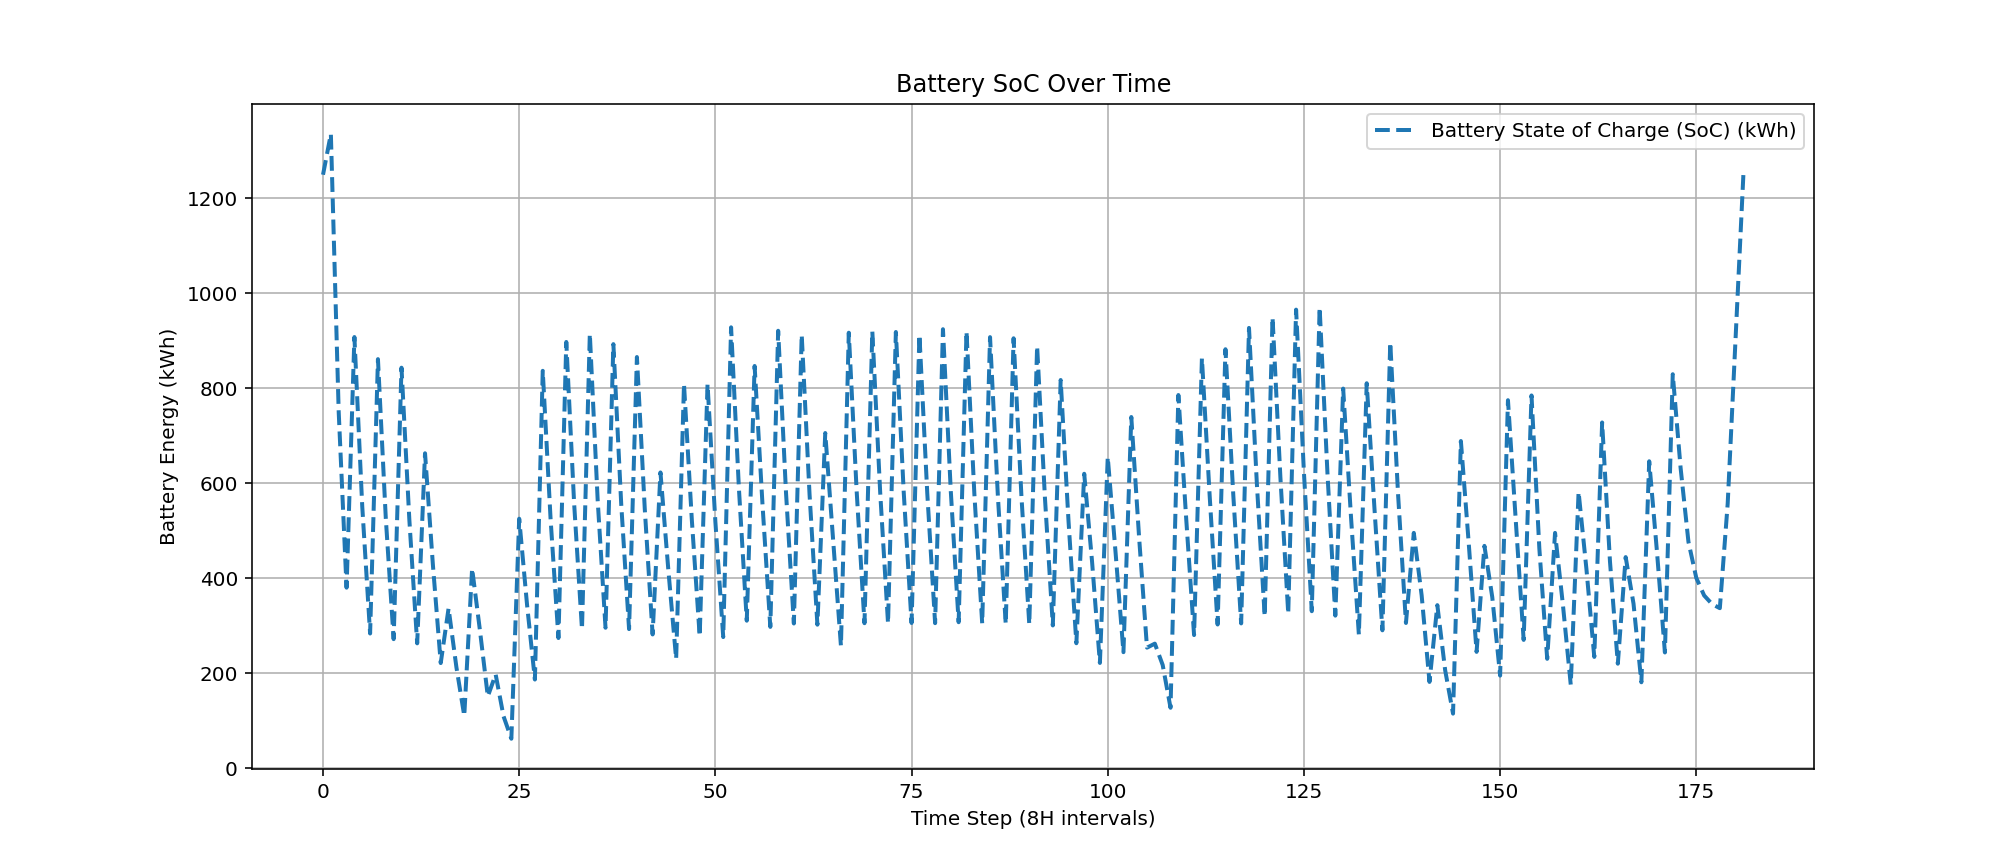 Battery SoC Over Time
Battery State of Charge (SoC) (kWh)
Battery Energy (kWh)
1200
1000
800
600
400
200
0
0 25 50 75 100 125 150 175
Time Step (8H intervals)